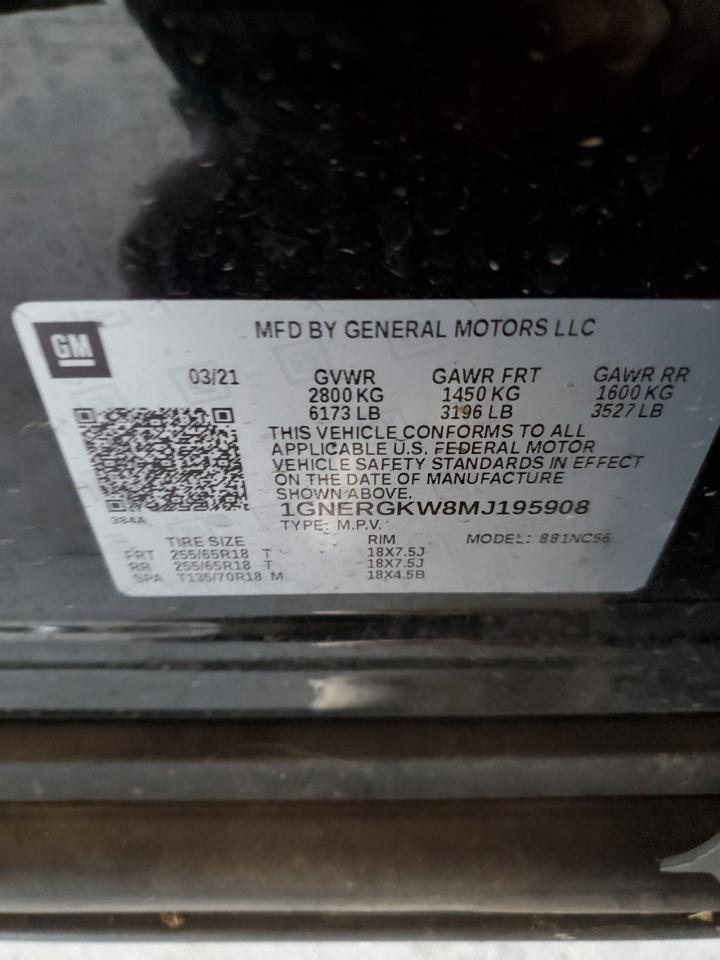 GM
MFD BY GENERAL MOTORS LLC
03/21 GVWR GAWR FRT GAWR RR
2800 KG 1450 KG 1600 KG
6173 LB 3196 LB 3527 LB
THIS VEHICLE CONFORMS TO ALL
APPLICABLE U.S. FEDERAL MOTOR
VEHICLE SAFETY STANDARDS IN EFFECT
ON THE DATE OF MANUFACTURE
SHOWN ABOVE.
1GNERGKW8MJ195908
384A
TYPE: M.P.V.
TIRE SIZE RIM MODEL: 881NC56
FRT 255/65R18 T 18X7.5J
RR 255/65R18 T 18X7.5J
SPA T135/70R18 M 18X4.5B